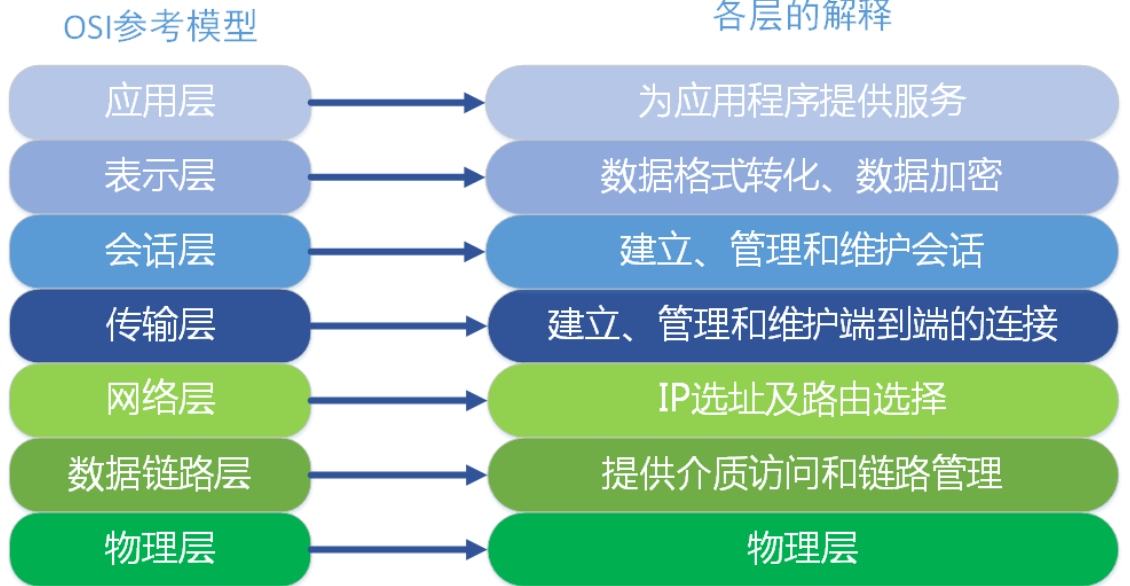 OSI参考模型
各层的解释
应用层
为应用程序提供服务
表示层
数据格式转化、数据加密
会话层
建立、管理和维护会话
传输层
建立、管理和维护端到端的连接
网络层
IP选址及路由选择
数据链路层
提供介质访问和链路管理
物理层
物理层